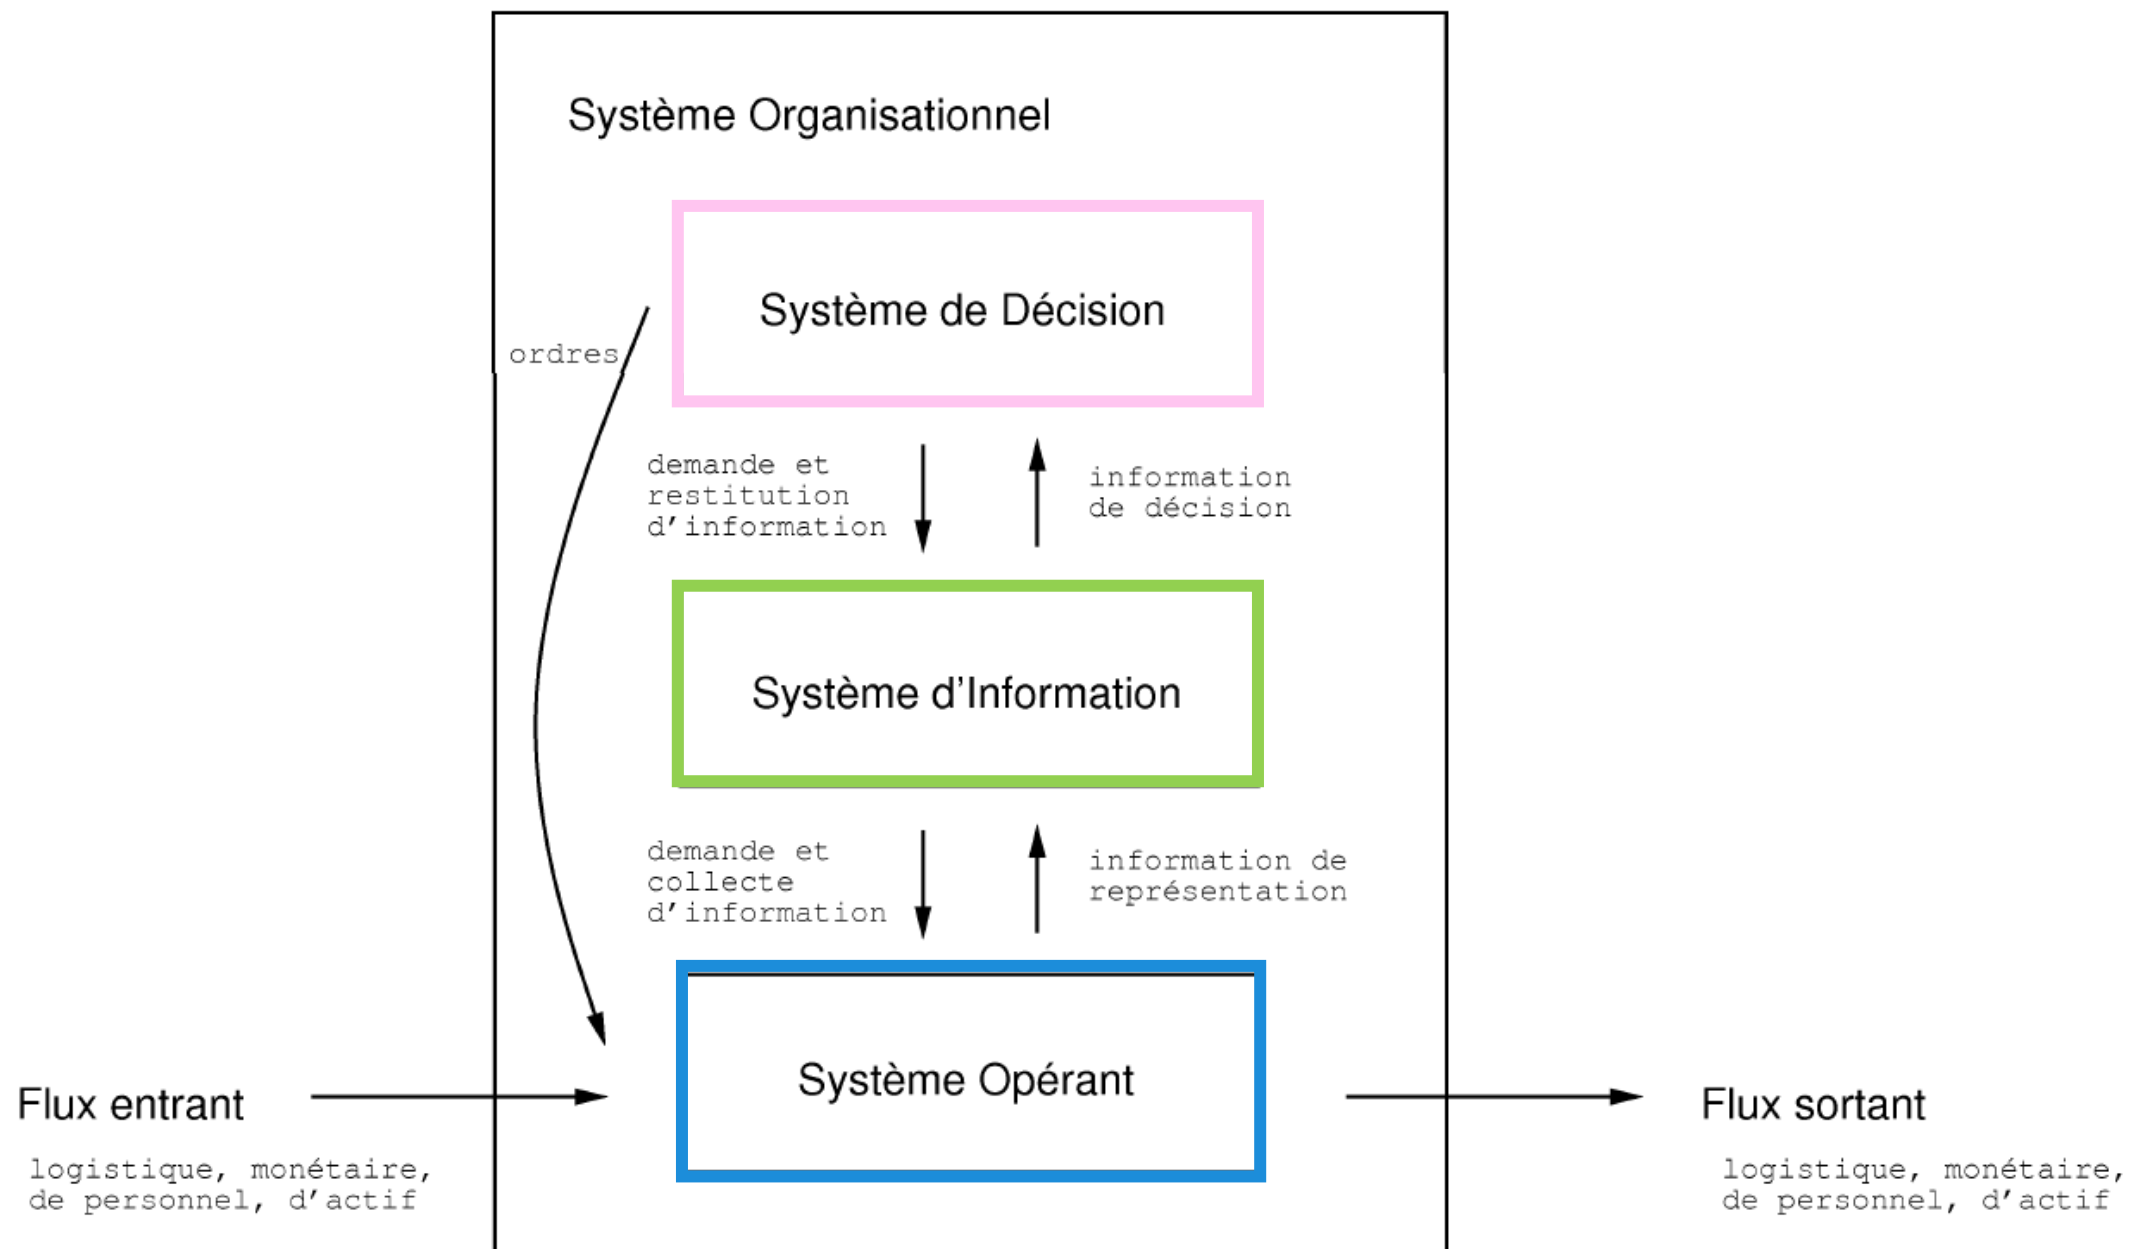 Système Organisationnel
Système de Décision
ordres
demande et
restitution
d'information
information
de décision
Système d'Information
demande et
collecte
d'information
information de
représentation
Système Opérant
Flux entrant
logistique, monétaire,
de personnel, d'actif
Flux sortant
logistique, monétaire,
de personnel, d'actif